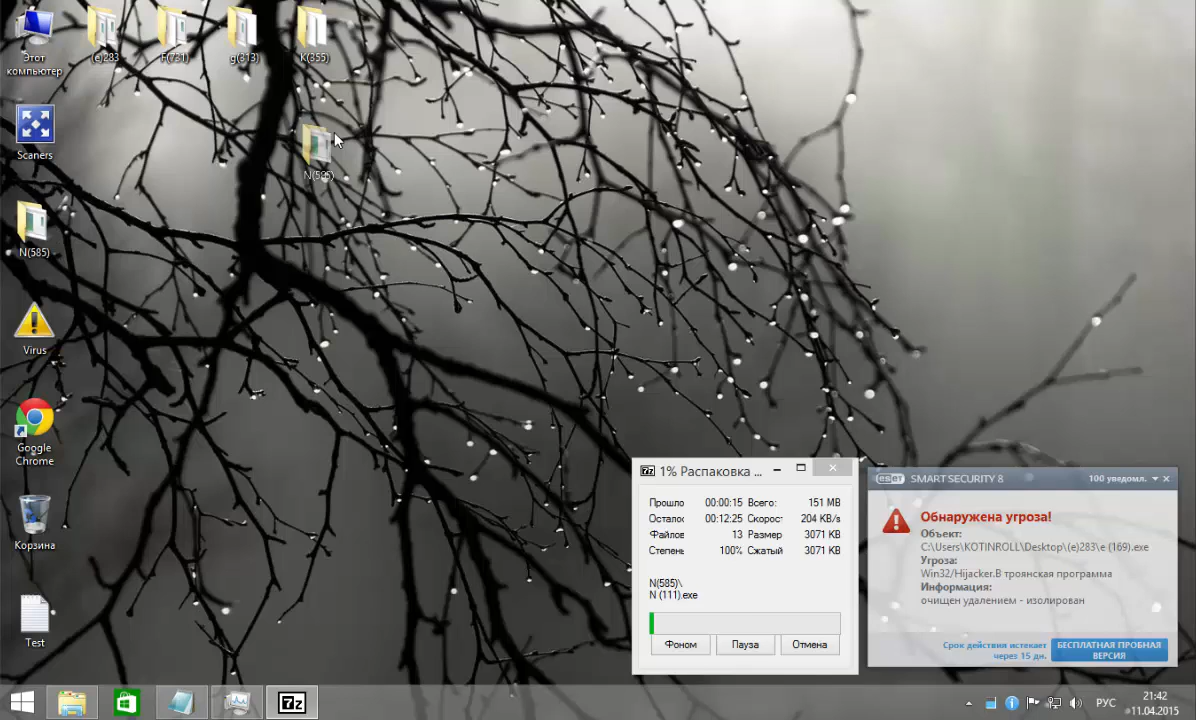 Этот
компьютер
(e)283
F(731)
g(313)
K(355)
Scaners
N(585)
N(585)
Virus
Google
Chrome
Корзина
Test
7z 1% Распаковка ...
Прошло 00:00:15 Всего: 151 MB
Осталос 00:12:25 Скорост 204 KB/s
Файлов 13 Размер 3071 KB
Степень 100% Сжатый 3071 KB
N(585)\
N (111).exe
Фоном Пауза Отмена
eset SMART SECURITY 8 100 уведомл.
Обнаружена угроза!
Объект:
C:\Users\KOTINROLL\Desktop\(e)283\e (169).exe
Угроза:
Win32/Hijacker.B троянская программа
Информация:
очищен удалением - изолирован
Срок действия истекает
через 15 дн.
БЕСПЛАТНАЯ ПРОБНАЯ
ВЕРСИЯ
7z
РУС
21:42
11.04.2015